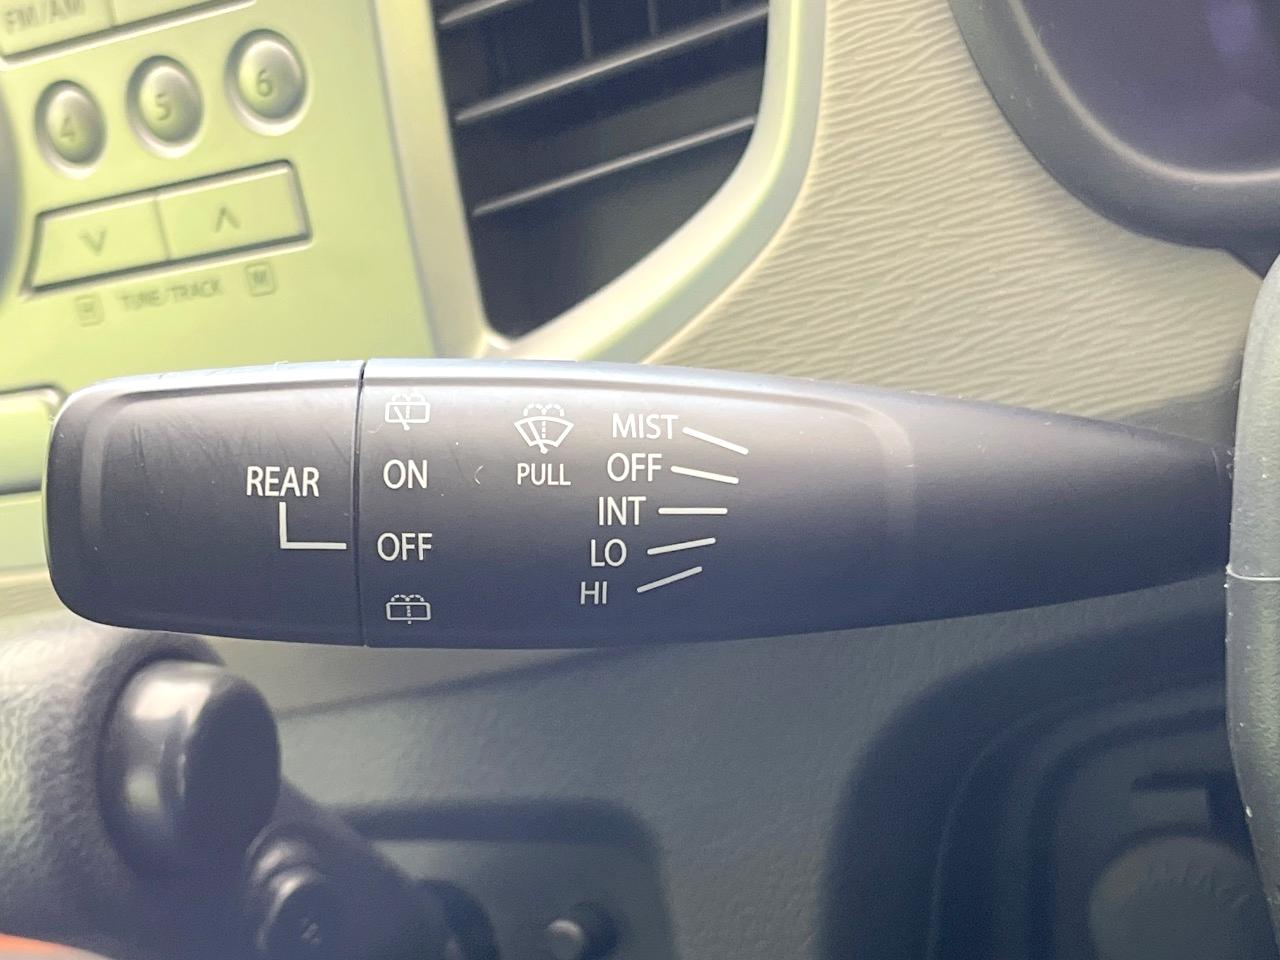 FM/AM
4 5 6
TUNE/TRACK
REAR
ON
OFF
PULL
MIST
OFF
INT
LO
HI